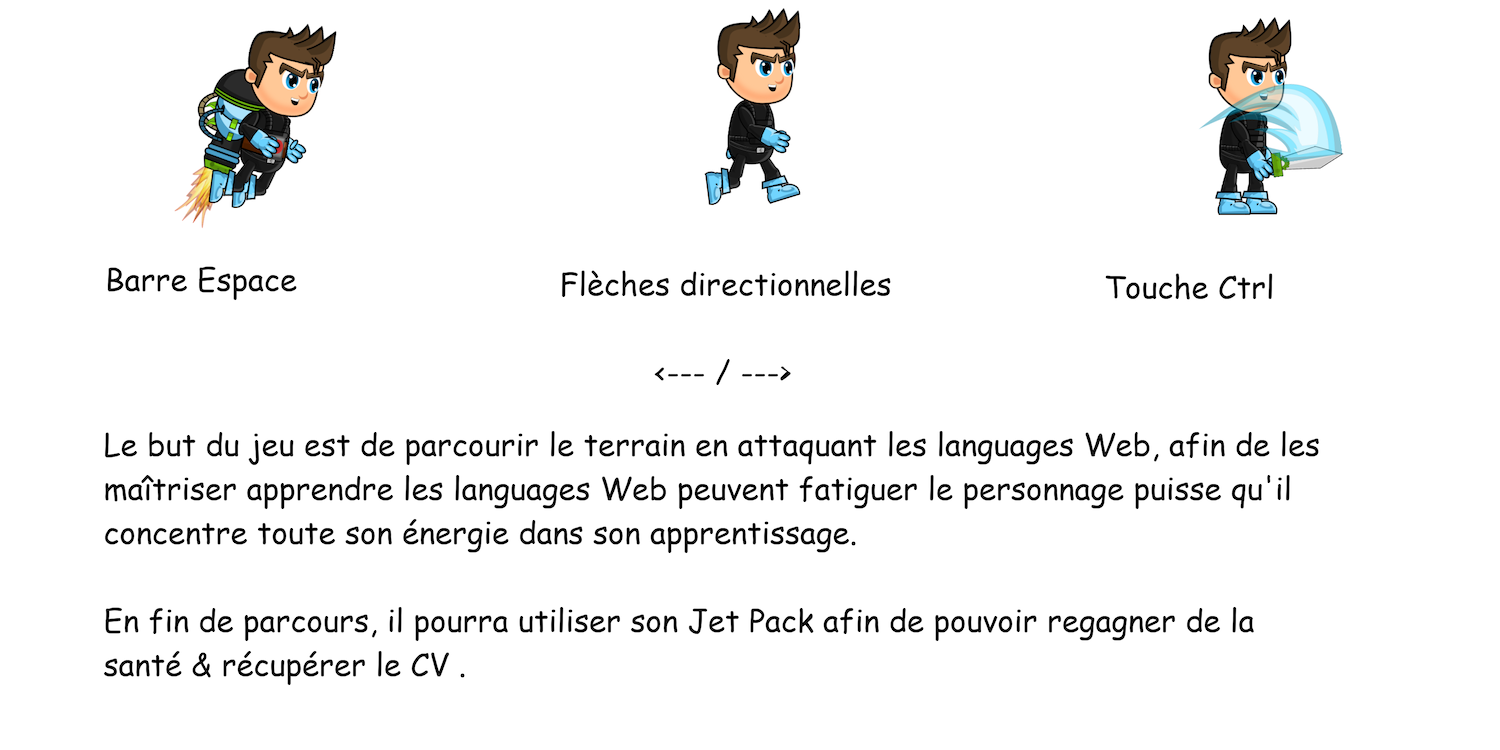 Barre Espace
Flèches directionnelles
Touche Ctrl
<--- / --->
Le but du jeu est de parcourir le terrain en attaquant les languages Web, afin de les
maîtriser apprendre les languages Web peuvent fatiguer le personnage puisse qu'il
concentre toute son énergie dans son apprentissage.
En fin de parcours, il pourra utiliser son Jet Pack afin de pouvoir regagner de la
santé & récupérer le CV .